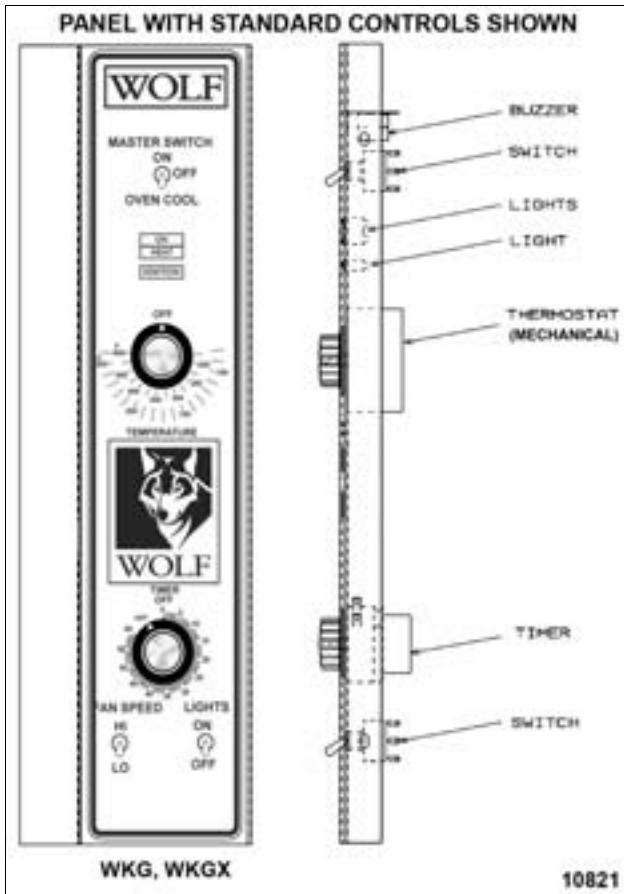 PANEL WITH STANDARD CONTROLS SHOWN
WOLF
MASTER SWITCH
ON
OFF
OVEN COOL
ON
HEAT
IGNITION
OFF
TEMPERATURE
WOLF
TIMER
OFF
FAN SPEED
HI
LO
LIGHTS
ON
OFF
WKG, WKGX
BUZZER
SWITCH
LIGHTS
LIGHT
THERMOSTAT
(MECHANICAL)
TIMER
SWITCH
10821